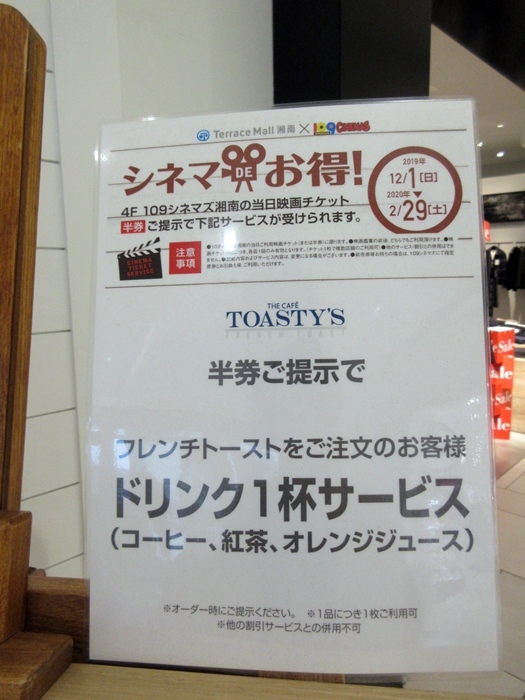 Terrace Mall 湘南 × 109CINEMAS
シネマDEお得!
2019年
12/1[日]
2020年
2/29[土]
4F 109シネマズ湘南の当日映画チケット
半券ご提示で下記サービスが受けられます。
CINEMA
TICKET
SERVICE
注意
事項
THE CAFÉ
TOASTY'S
FRENCH TOAST
半券ご提示で
フレンチトーストをご注文のお客様
ドリンク1杯サービス
(コーヒー、紅茶、オレンジジュース)
※オーダー時にご提示ください。 ※1品につき1枚ご利用可
※他の割引サービスとの併用不可
Sale